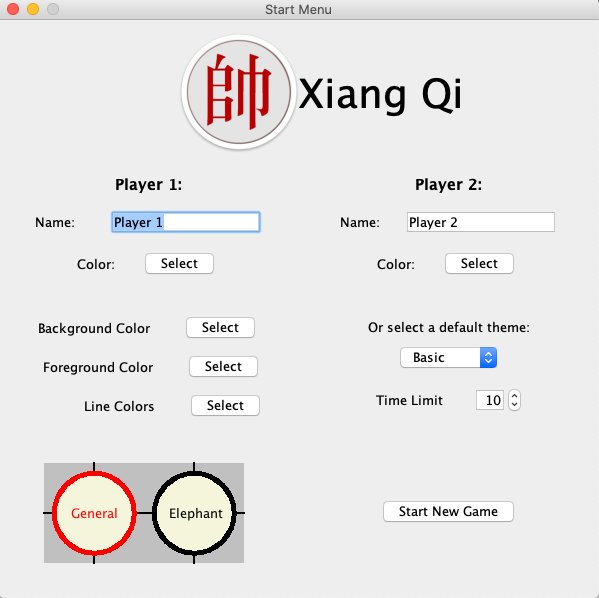 Start Menu
帥 Xiang Qi
Player 1:
Player 2:
Name: Player 1
Name: Player 2
Color: Select
Color: Select
Background Color Select
Or select a default theme:
Basic
Foreground Color Select
Time Limit 10
Line Colors Select
General Elephant
Start New Game